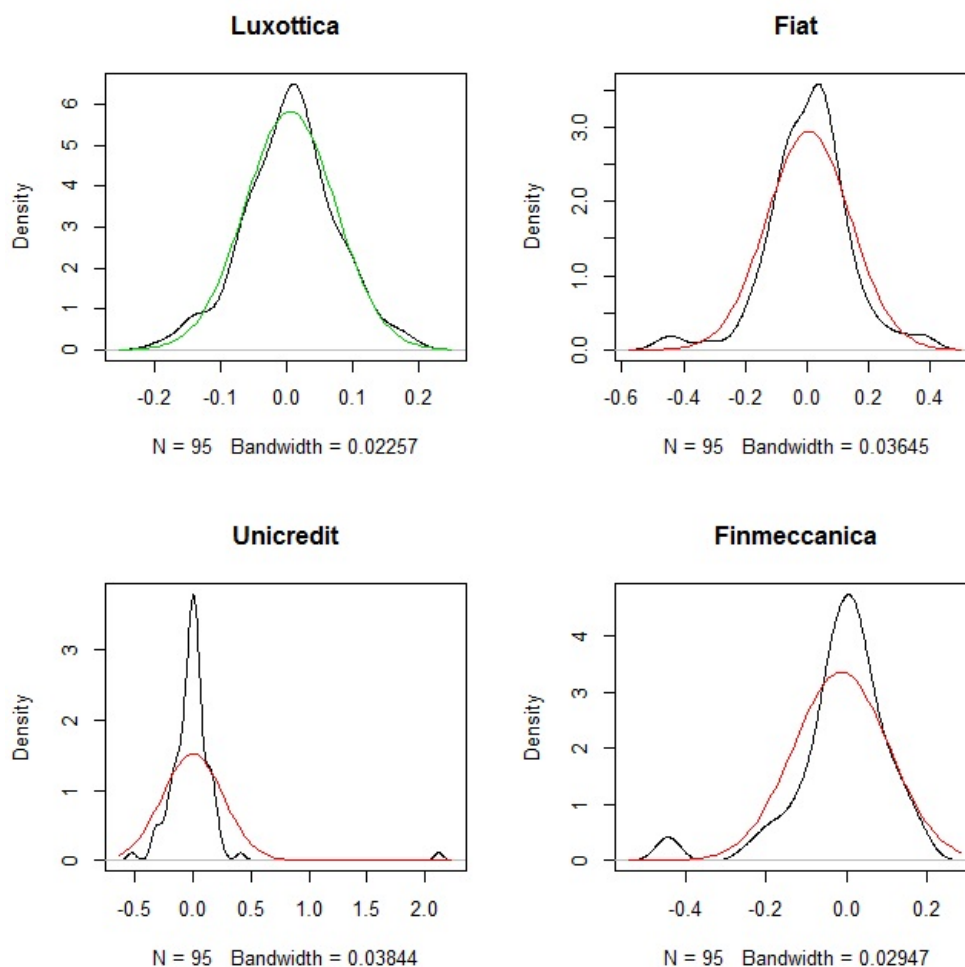 Luxottica
Density
0
1
2
3
4
5
6
-0.2 -0.1 0.0 0.1 0.2
N = 95 Bandwidth = 0.02257
Fiat
Density
0.0
1.0
2.0
3.0
-0.6 -0.4 -0.2 0.0 0.2 0.4
N = 95 Bandwidth = 0.03645
Unicredit
Density
0
1
2
3
-0.5 0.0 0.5 1.0 1.5 2.0
N = 95 Bandwidth = 0.03844
Finmeccanica
Density
0
1
2
3
4
-0.4 -0.2 0.0 0.2
N = 95 Bandwidth = 0.02947